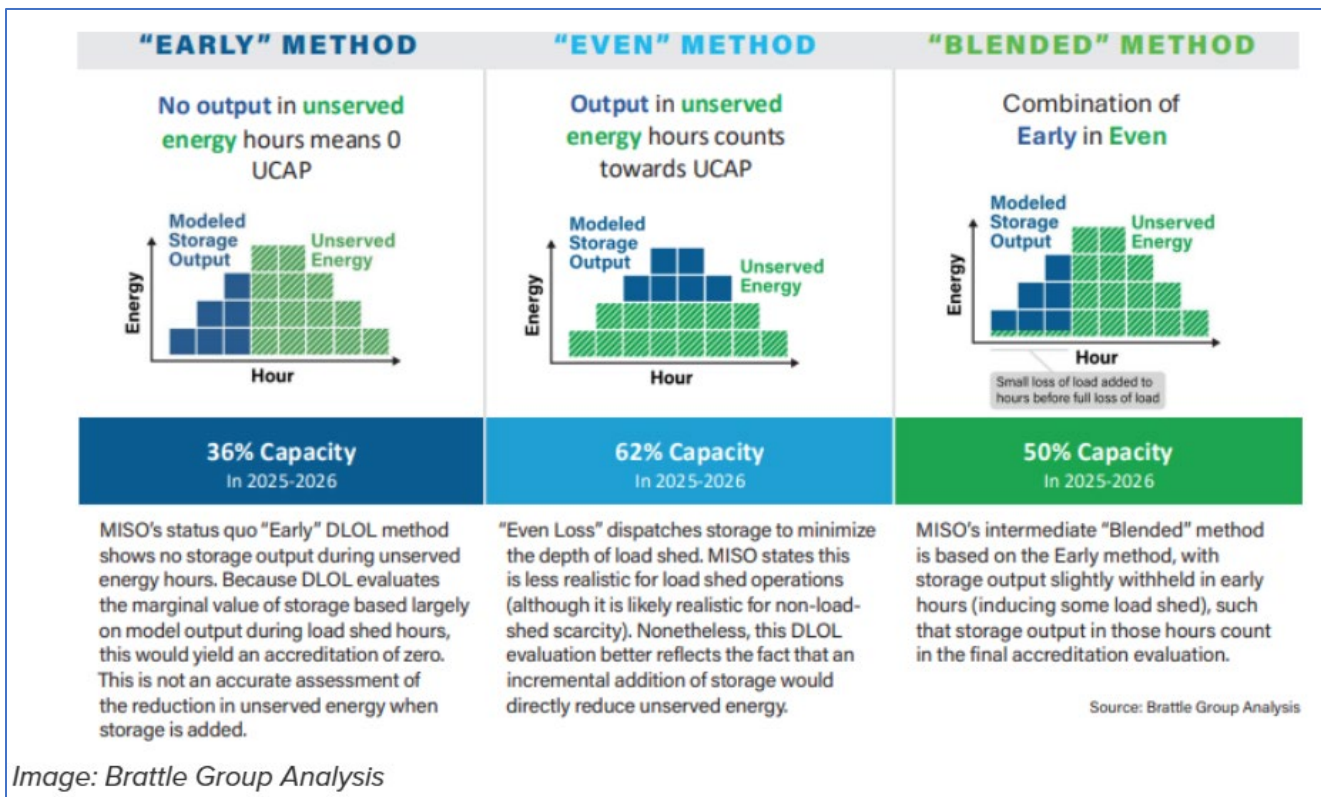 “EARLY” METHOD
No output in unserved
energy hours means 0
UCAP
Modeled
Storage
Output
Unserved
Energy
Energy
Hour
36% Capacity
In 2025-2026
MISO’s status quo “Early” DLOL method
shows no storage output during unserved
energy hours. Because DLOL evaluates
the marginal value of storage based largely
on model output during load shed hours,
this would yield an accreditation of zero.
This is not an accurate assessment of
the reduction in unserved energy when
storage is added.
“EVEN” METHOD
Output in unserved
energy hours counts
towards UCAP
Modeled
Storage
Output
Unserved
Energy
Energy
Hour
62% Capacity
In 2025-2026
“Even Loss” dispatches storage to minimize
the depth of load shed. MISO states this
is less realistic for load shed operations
(although it is likely realistic for non-load-
shed scarcity). Nonetheless, this DLOL
evaluation better reflects the fact that an
incremental addition of storage would
directly reduce unserved energy.
“BLENDED” METHOD
Combination of
Early in Even
Modeled
Storage
Output
Unserved
Energy
Energy
Hour
Small loss of load added to
hours before full loss of load
50% Capacity
In 2025-2026
MISO’s intermediate “Blended” method
is based on the Early method, with
storage output slightly withheld in early
hours (inducing some load shed), such
that storage output in those hours count
in the final accreditation evaluation.
Source: Brattle Group Analysis
Image: Brattle Group Analysis